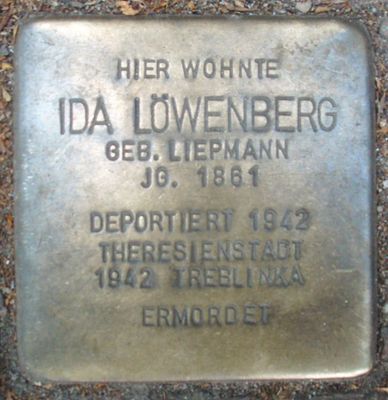 HIER WOHNTE
IDA LÖWENBERG
GEB. LIEPMANN
JG. 1861
DEPORTIERT 1942
THERESIENSTADT
1942 TREBLINKA
ERMORDET